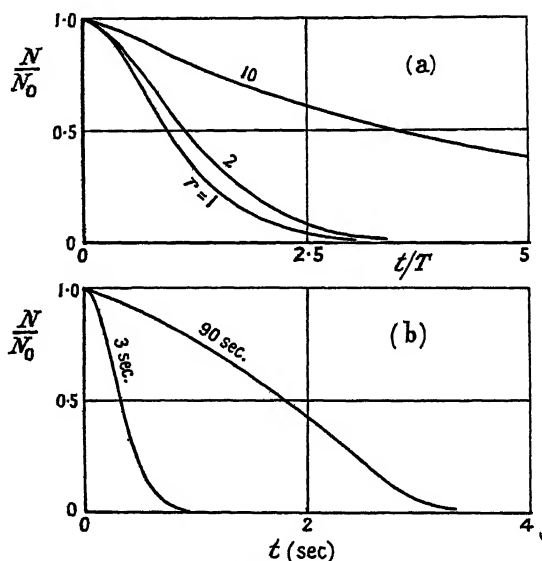 1·0
N/N₀
0·5
0
(a)
10
2
r=1
2·5
t/T
5
1·0
N/N₀
0·5
0
(b)
3 sec.
90 sec.
0
2
4
t (sec)